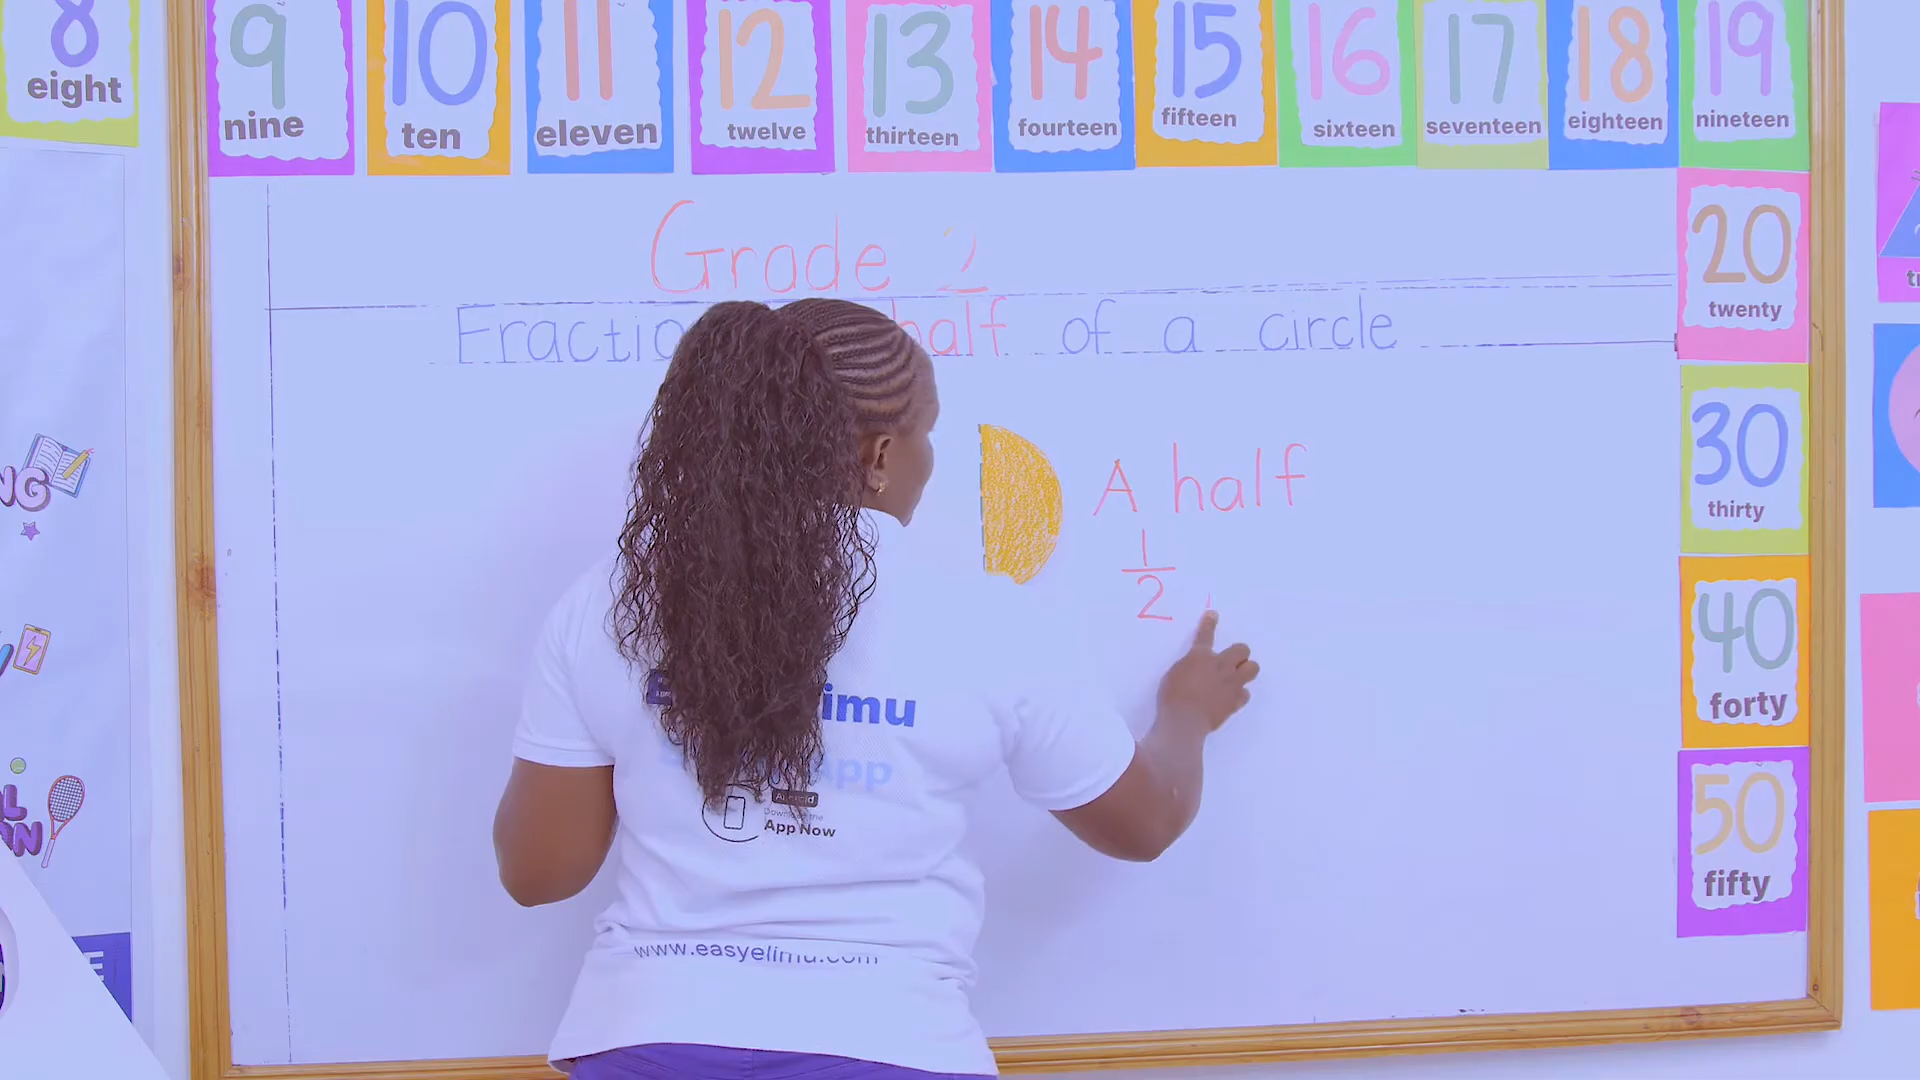 8
eight
9
nine
10
ten
11
eleven
12
twelve
13
thirteen
14
fourteen
15
fifteen
16
sixteen
17
seventeen
18
eighteen
19
nineteen
20
twenty
30
thirty
40
forty
50
fifty
Grade 2
half of a circle
A half
1
2
App
App Now
www.easyelimu.com